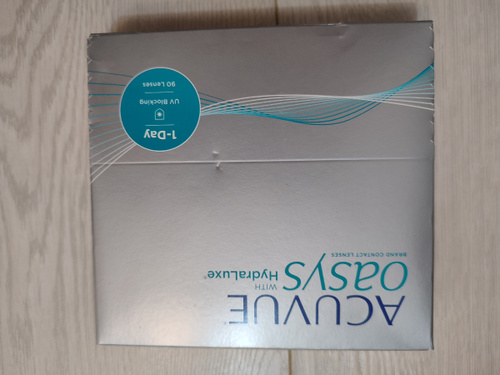 ACUVUE®
OASYS WITH HydraLuxe®
BRAND CONTACT LENSES
1-Day
UV Blocking
90 Lenses